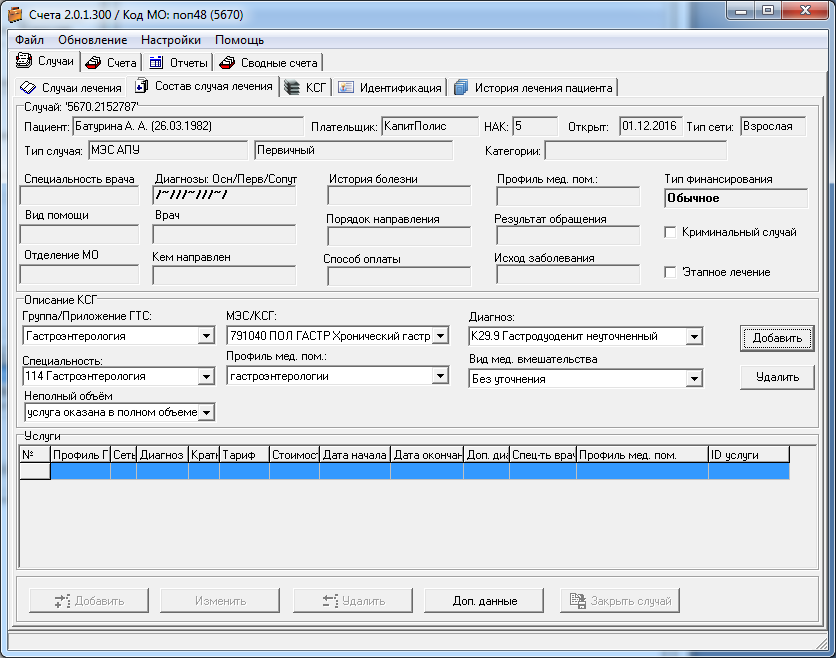 Счета 2.0.1.300 / Код МО: поп48 (5670)
Файл Обновление Настройки Помощь
Случаи Счета Отчеты Сводные счета
Случаи лечения Состав случая лечения КСГ Идентификация История лечения пациента
Случай: '5670.2152787'
Пациент: Батурина А. А. (26.03.1982) Плательщик: КапитПолис НАК: 5 Открыт: 01.12.2016 Тип сети: Взрослая
Тип случая: МЭС АПУ Первичный Категории:
Специальность врача Диагнозы: Осн/Перв/Сопут История болезни Профиль мед. пом.: Тип финансирования
/~///~///~/ Обычное
Вид помощи Врач Порядок направления Результат обращения
Криминальный случай
Отделение МО Кем направлен Способ оплаты Исход заболевания
Этапное лечение
Описание КСГ
Группа/Приложение ГТС: МЭС/КСГ: Диагноз:
Гастроэнтерология 791040 ПОЛ ГАСТР Хронический гастр K29.9 Гастродуоденит неуточненный Добавить
Специальность: Профиль мед. пом.: Вид мед. вмешательства
114 Гастроэнтерология гастроэнтерологии Без уточнения Удалить
Неполный объём
услуга оказана в полном объеме
Услуги
№ Профиль Г Сеть Диагноз Кратн Тариф Стоимост Дата начала Дата окончан Доп. диа Спец-ть врач Профиль мед. пом. ID услуги
Добавить Изменить Удалить Доп. данные Закрыть случай